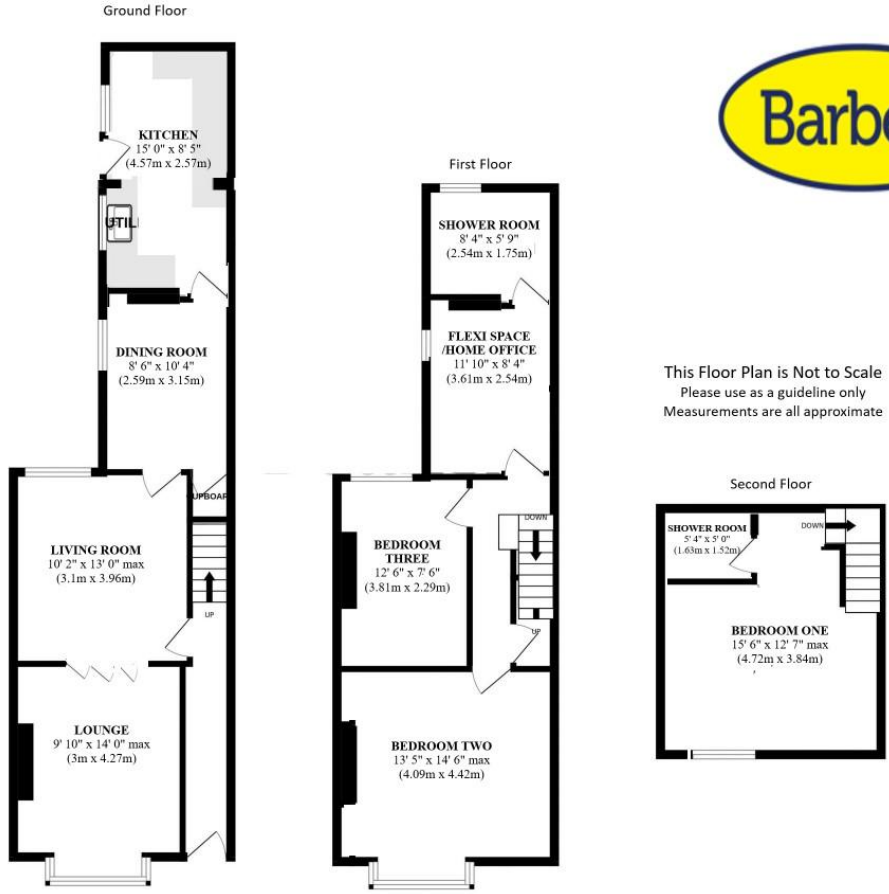 Ground Floor
KITCHEN
15' 0" x 8' 5"
(4.57m x 2.57m)
UTIL
DINING ROOM
8' 6" x 10' 4"
(2.59m x 3.15m)
UPBOAR
LIVING ROOM
10' 2" x 13' 0" max
(3.1m x 3.96m)
UP
LOUNGE
9' 10" x 14' 0" max
(3m x 4.27m)
First Floor
SHOWER ROOM
8' 4" x 5' 9"
(2.54m x 1.75m)
FLEXI SPACE
/HOME OFFICE
11' 10" x 8' 4"
(3.61m x 2.54m)
DOWN
BEDROOM
THREE
12' 6" x 7' 6"
(3.81m x 2.29m)
UP
BEDROOM TWO
13' 5" x 14' 6" max
(4.09m x 4.42m)
Barbe
This Floor Plan is Not to Scale
Please use as a guideline only
Measurements are all approximate
Second Floor
SHOWER ROOM
5' 4" x 5' 0"
(1.63m x 1.52m)
DOWN
BEDROOM ONE
15' 6" x 12' 7" max
(4.72m x 3.84m)